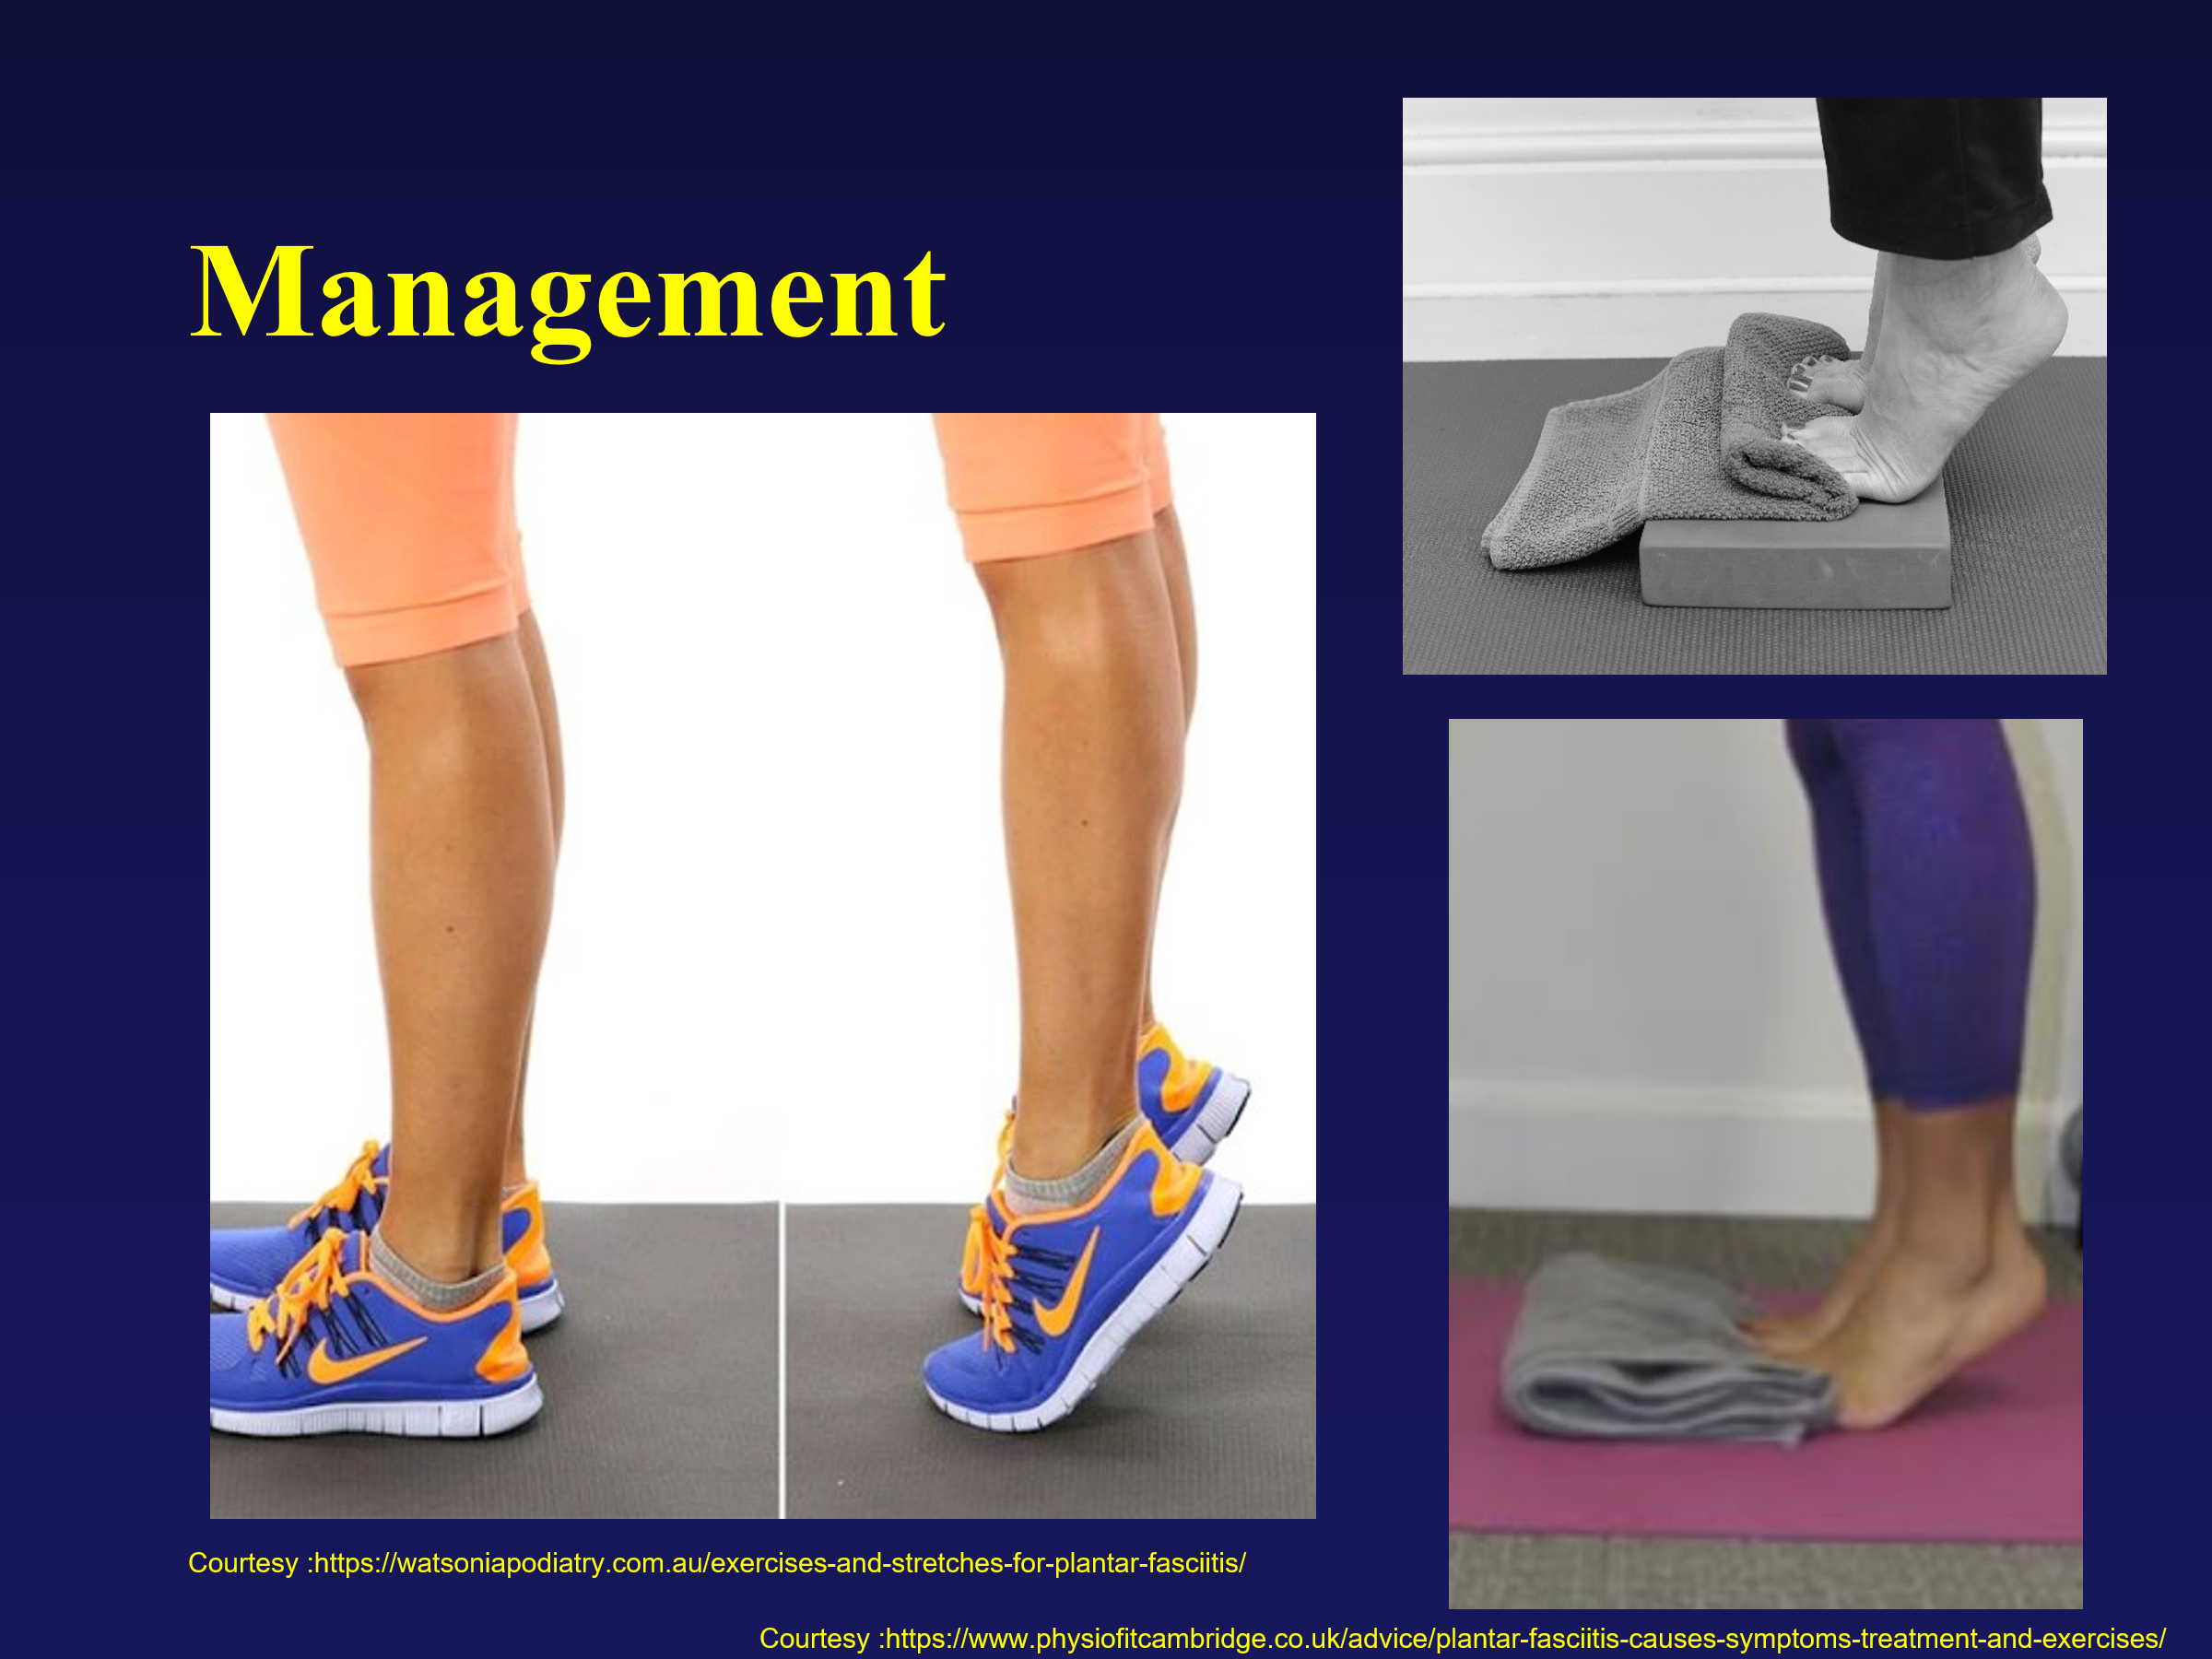 Management
Courtesy :https://watsoniapodiatry.com.au/exercises-and-stretches-for-plantar-fasciitis/
Courtesy :https://www.physiofitcambridge.co.uk/advice/plantar-fasciitis-causes-symptoms-treatment-and-exercises/